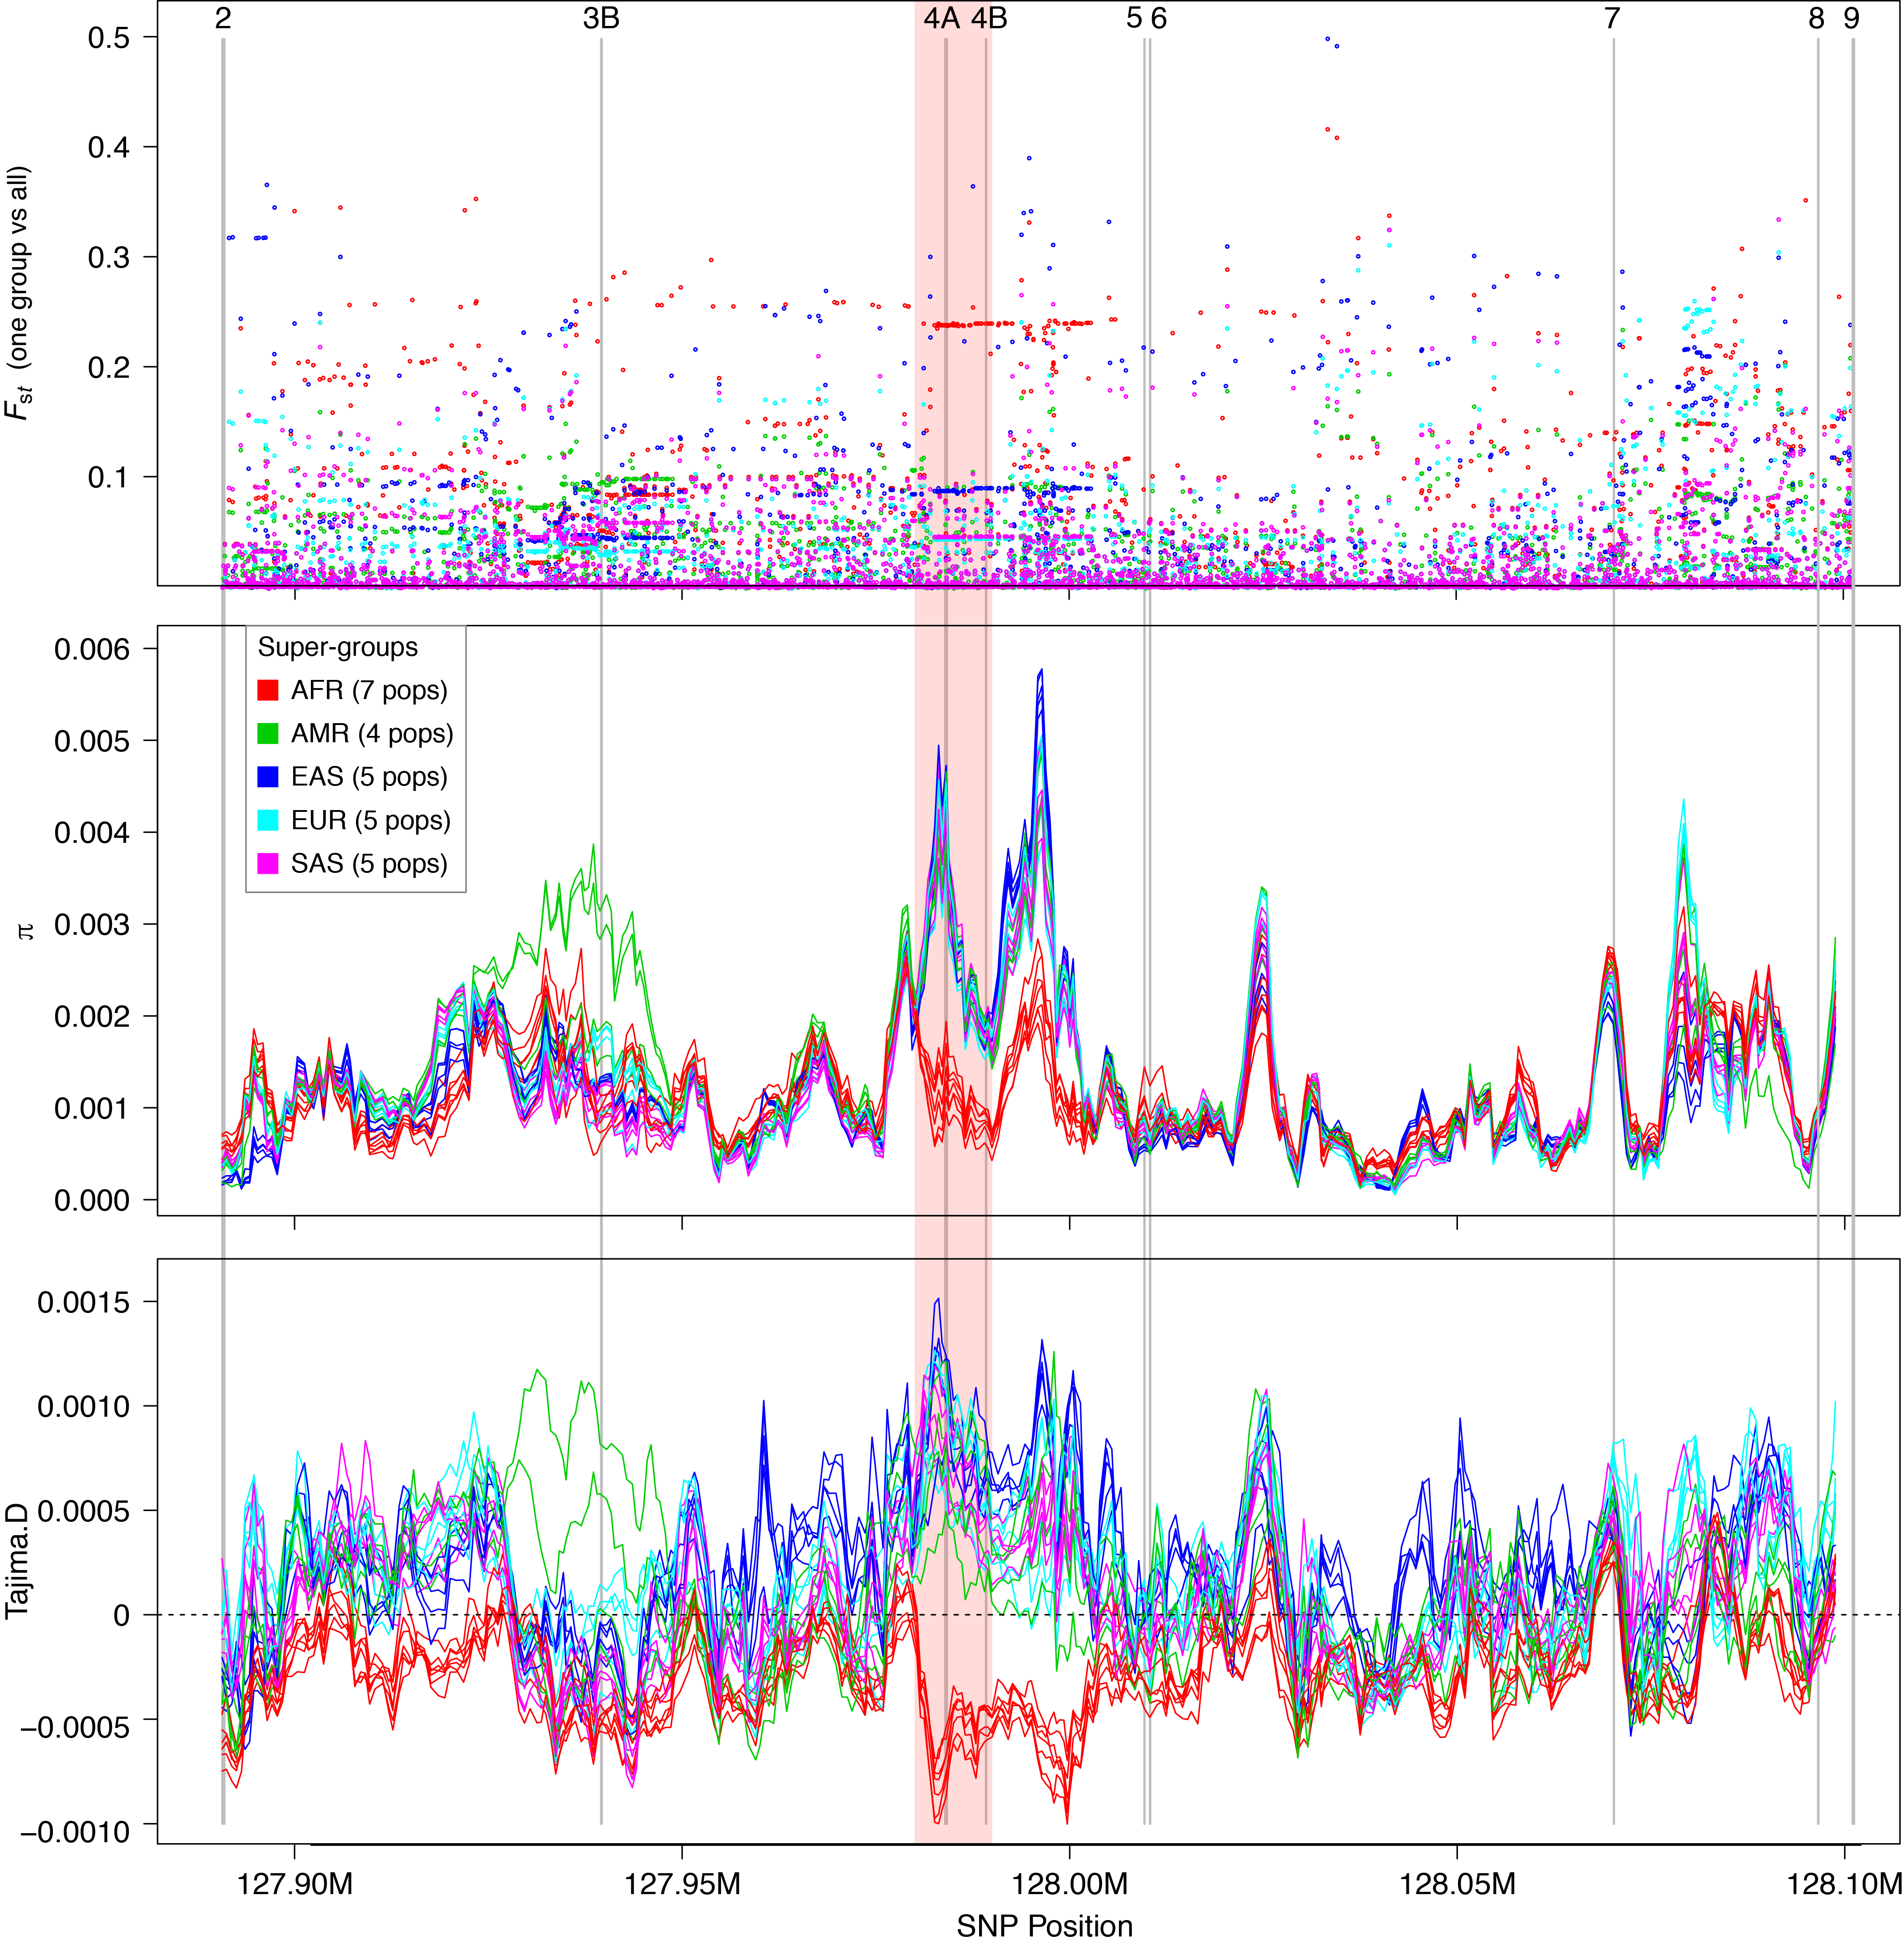 2 3B 4A 4B 5 6 7 8 9
0.5
0.4
0.3
0.2
0.1
Fst (one group vs all)
0.006
0.005
0.004
0.003
0.002
0.001
0.000
π
Super-groups
AFR (7 pops)
AMR (4 pops)
EAS (5 pops)
EUR (5 pops)
SAS (5 pops)
0.0015
0.0010
0.0005
0
−0.0005
−0.0010
Tajima.D
127.90M 127.95M 128.00M 128.05M 128.10M
SNP Position